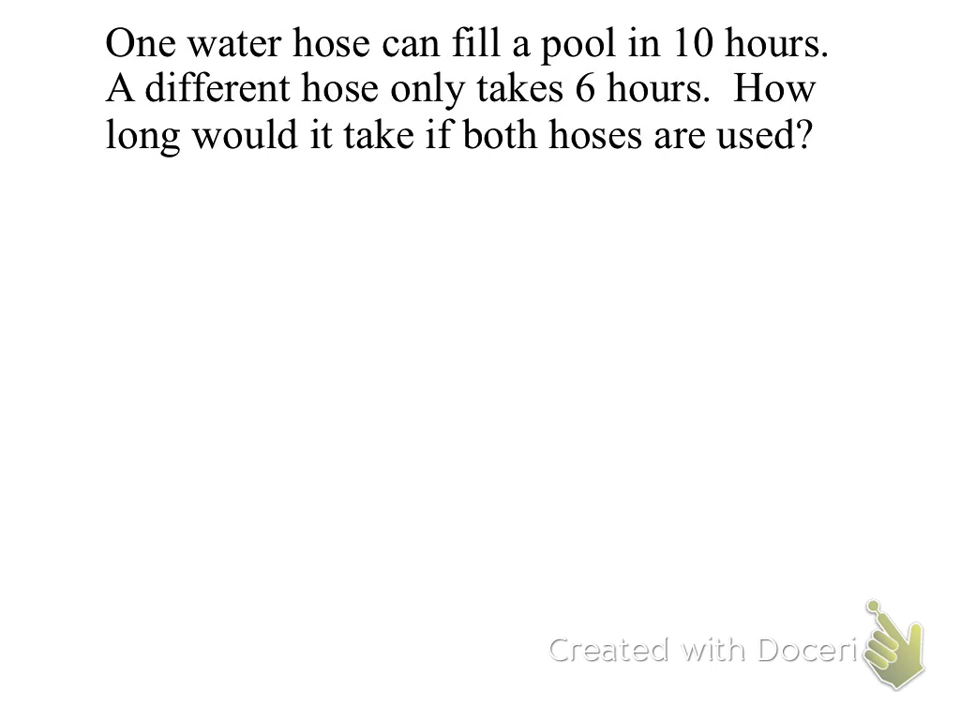 One water hose can fill a pool in 10 hours.
A different hose only takes 6 hours.  How
long would it take if both hoses are used?
Created with Doceri